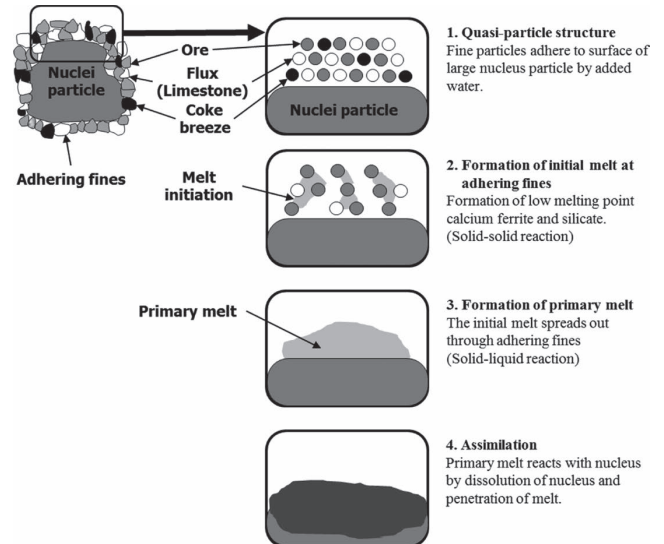 Nuclei
particle
Adhering fines
Ore
Flux
(Limestone)
Coke
breeze
Nuclei particle
1. Quasi-particle structure
Fine particles adhere to surface of
large nucleus particle by added
water.
Melt
initiation
2. Formation of initial melt at
adhering fines
Formation of low melting point
calcium ferrite and silicate.
(Solid-solid reaction)
Primary melt
3. Formation of primary melt
The initial melt spreads out
through adhering fines
(Solid-liquid reaction)
4. Assimilation
Primary melt reacts with nucleus
by dissolution of nucleus and
penetration of melt.